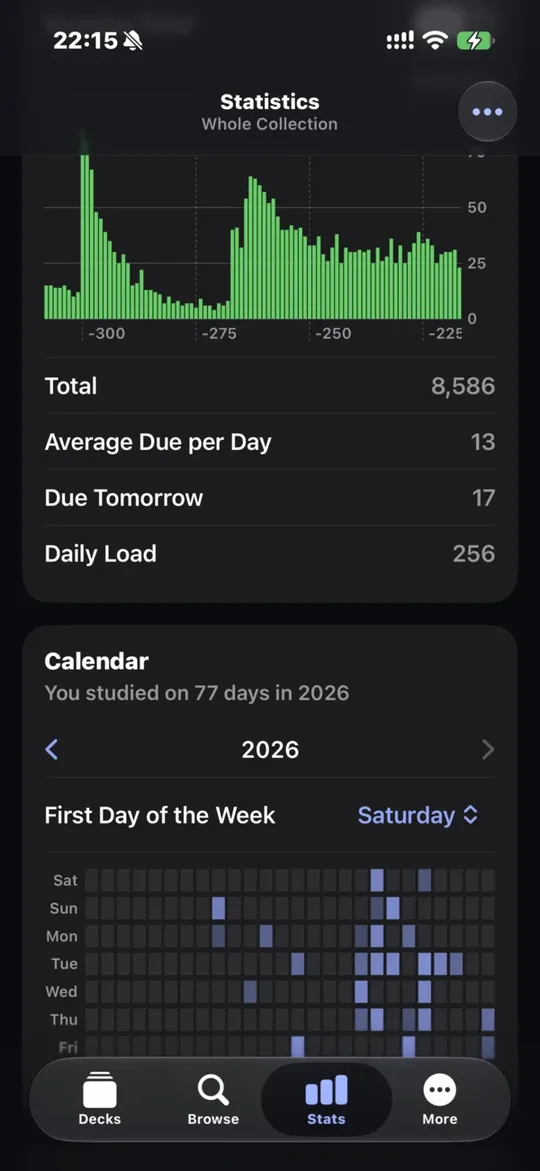 22:15
Statistics
Whole Collection
50
25
0
-300 -275 -250 -225
Total 8,586
Average Due per Day 13
Due Tomorrow 17
Daily Load 256
Calendar
You studied on 77 days in 2026
2026
First Day of the Week Saturday
Sat
Sun
Mon
Tue
Wed
Thu
Fri
Decks Browse Stats More